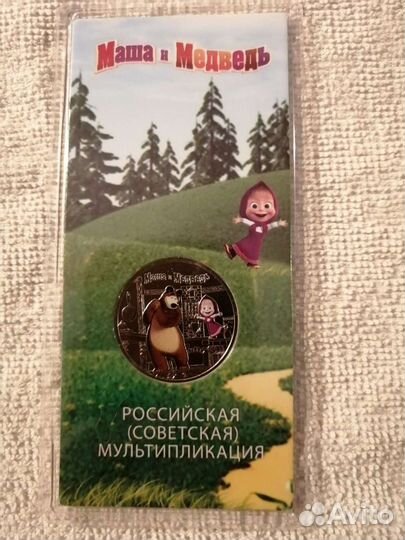 Маша и Медведь
Маша и Медведь
РОССИЙСКАЯ
(СОВЕТСКАЯ)
МУЛЬТИПЛИКАЦИЯ
Avito